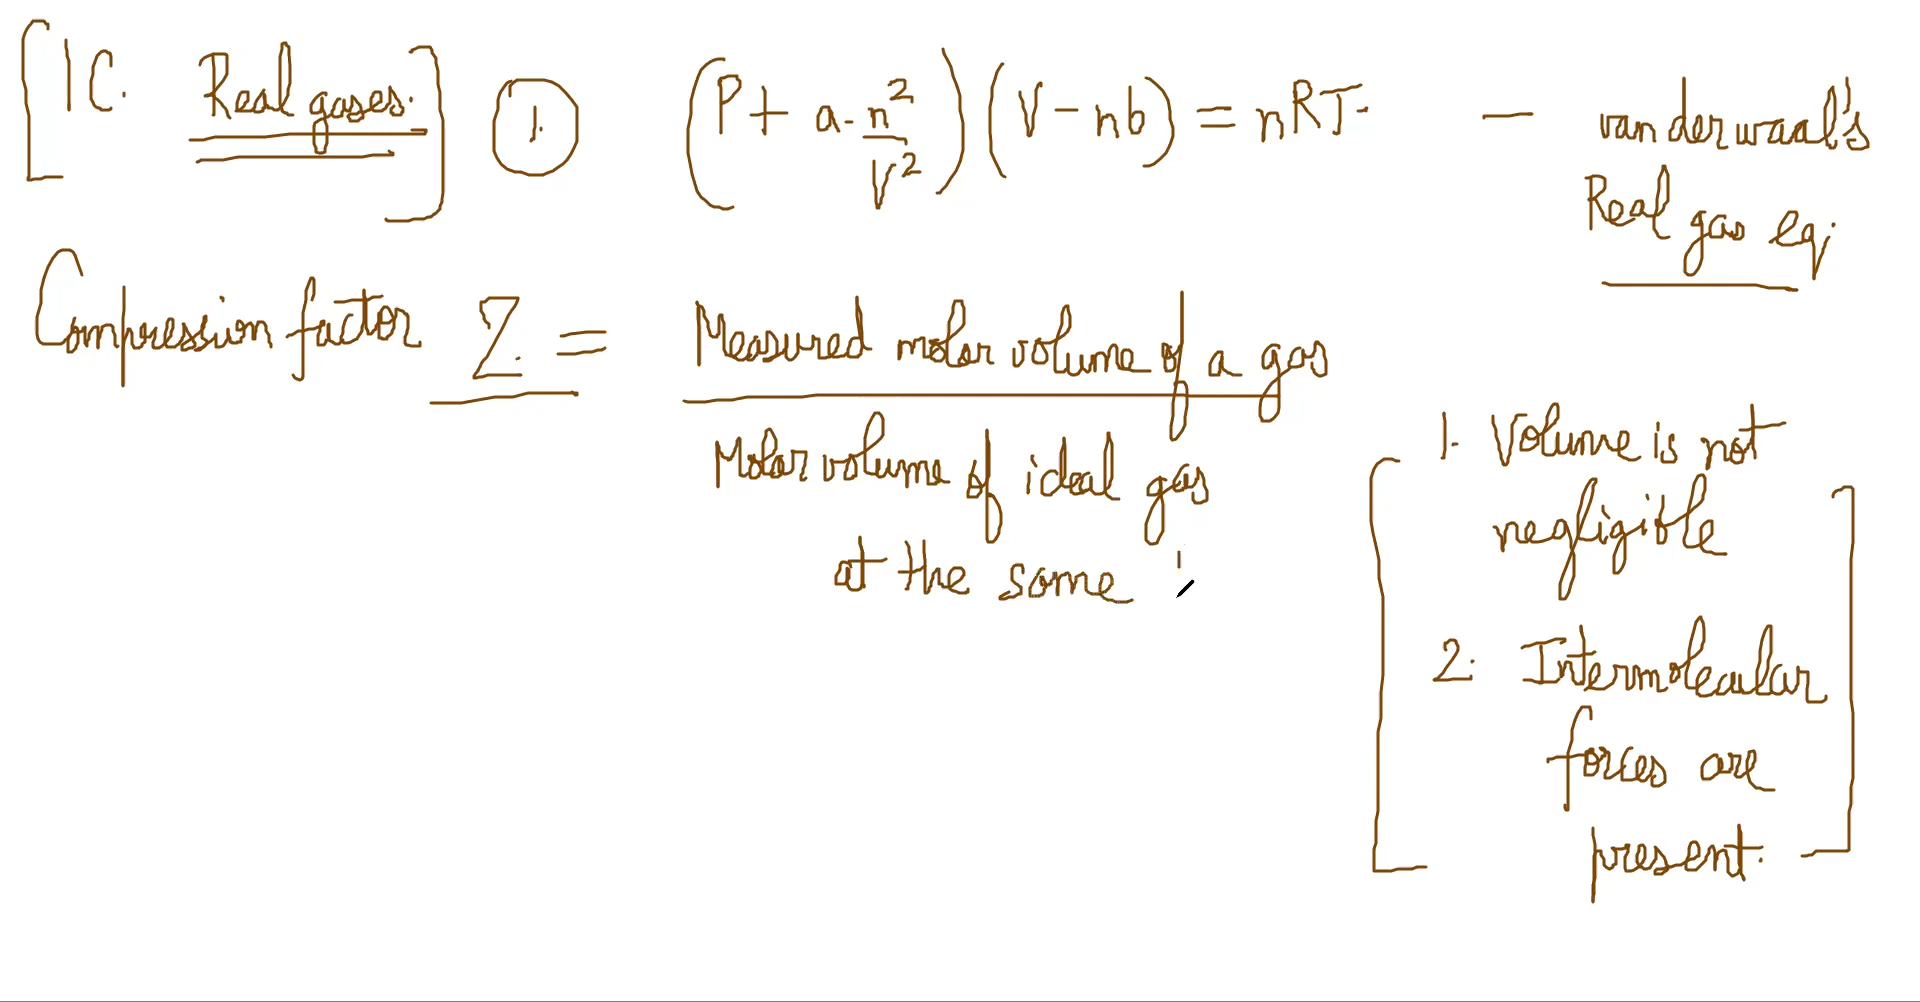 [1C. Real gases.] 1. (P + a. n²/V²) (V - nb) = nRT. — van der waal's
Real gas eq.
Compression factor Z. = Measured molar volume of a gas
Molar volume of ideal gas
at the same
1. Volume is not
negligible
2. Intermolecular
forces are
present.